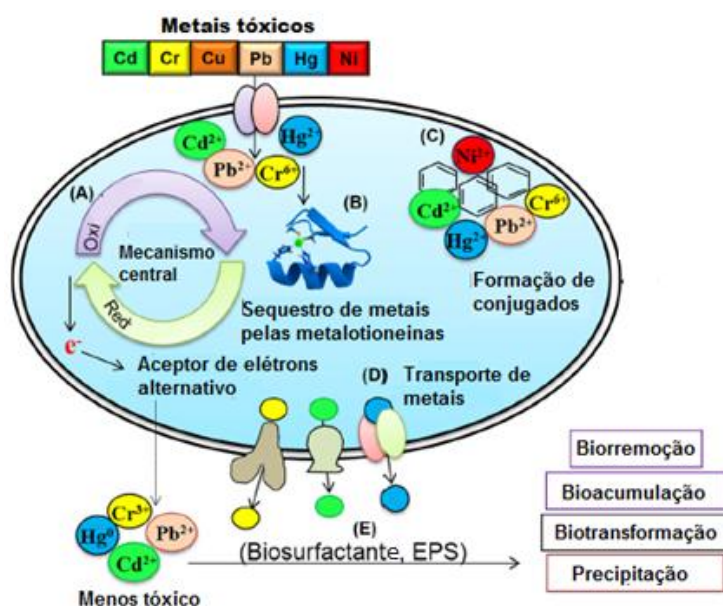 Metais tóxicos
Cd Cr Cu Pb Hg NI
Cd2+
Hg2+
Pb2+
Cr6+
(A)
Oxi
Mecanismo
central
Red
(B)
Sequestro de metais
pelas metalotioneinas
(C)
Ni2+
Cd2+
Cr6+
Hg2+
Pb2+
Formação de
conjugados
e-
Aceptor de elétrons
alternativo
(D)
Transporte de
metais
Cr3+
Hg0
Pb2+
Cd2+
Menos tóxico
(E)
(Biosurfactante, EPS)
Biorremoção
Bioacumulação
Biotransformação
Precipitação